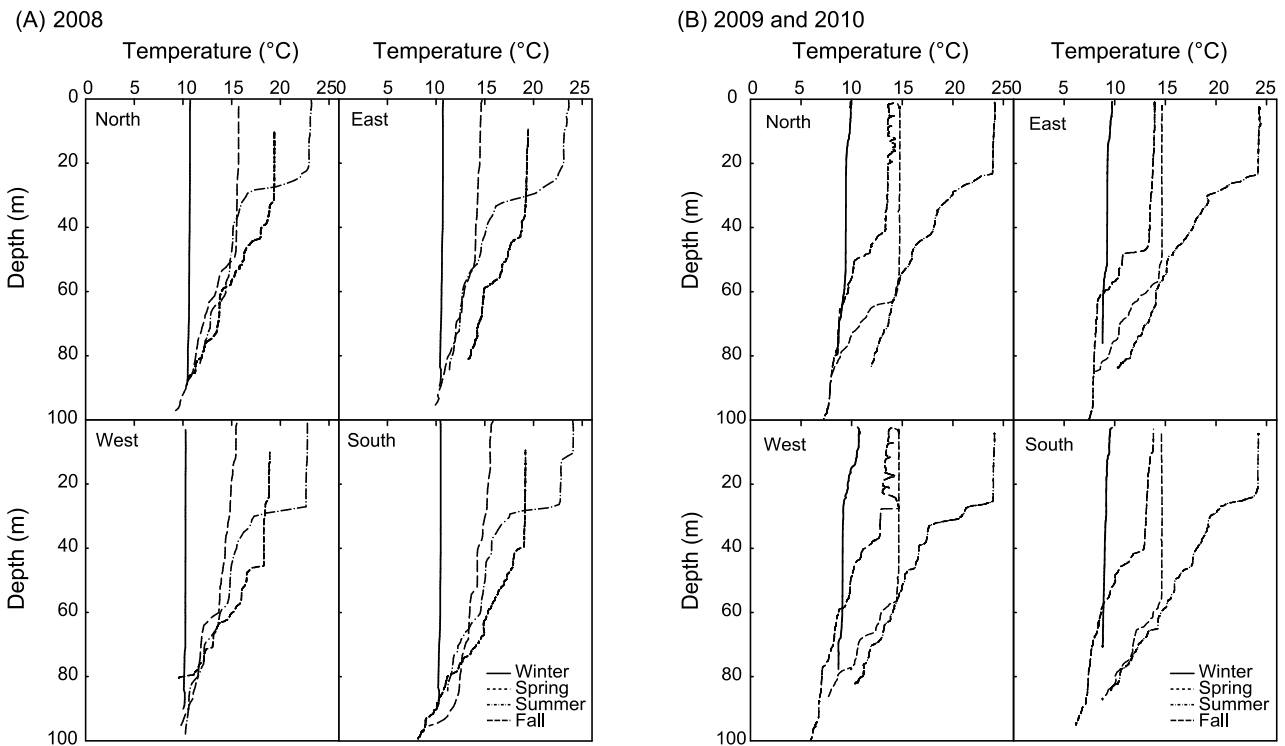 (A) 2008
(B) 2009 and 2010
Temperature (°C) Temperature (°C)
Temperature (°C) Temperature (°C)
0 5 10 15 20 25 0 5 10 15 20 25
0 5 10 15 20 25 0 5 10 15 20 25
0
20
40
60
80
100
Depth (m)
North
East
20
40
60
80
100
Depth (m)
West
South
Winter
Spring
Summer
Fall
0
20
40
60
80
100
Depth (m)
North
East
20
40
60
80
100
Depth (m)
West
South
Winter
Spring
Summer
Fall